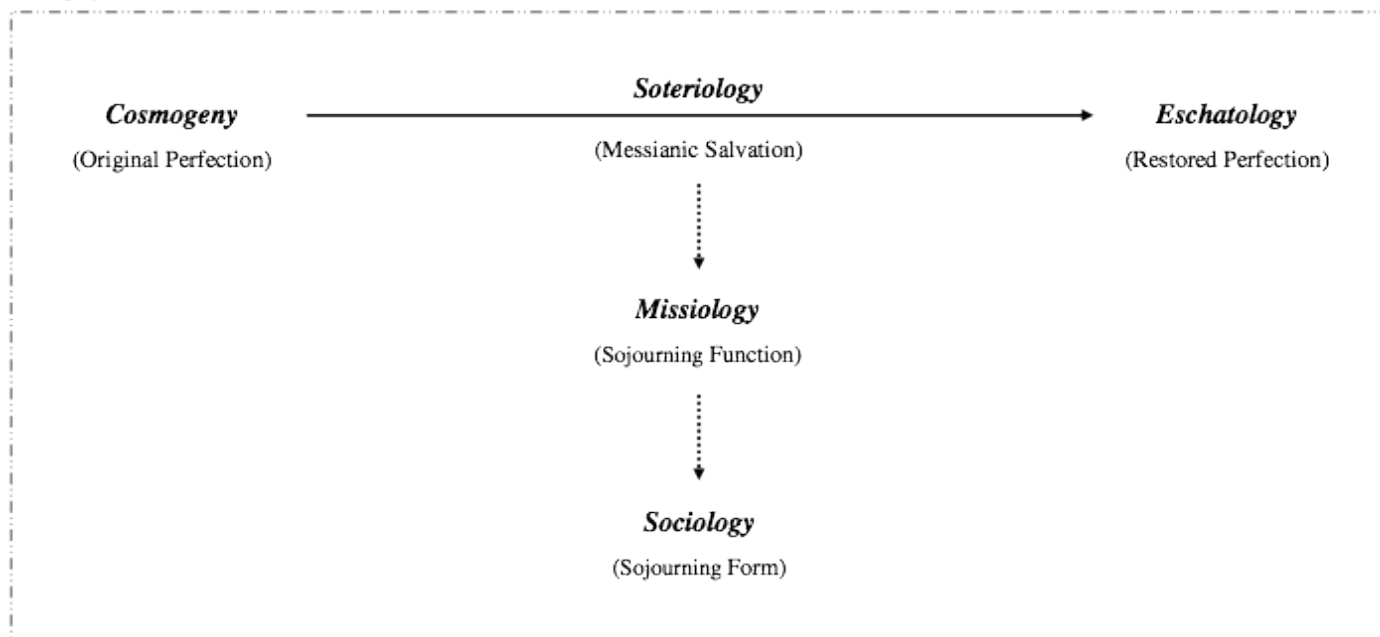 Soteriology
Cosmogeny
Eschatology
(Original Perfection)
(Messianic Salvation)
(Restored Perfection)
Missiology
(Sojourning Function)
Sociology
(Sojourning Form)